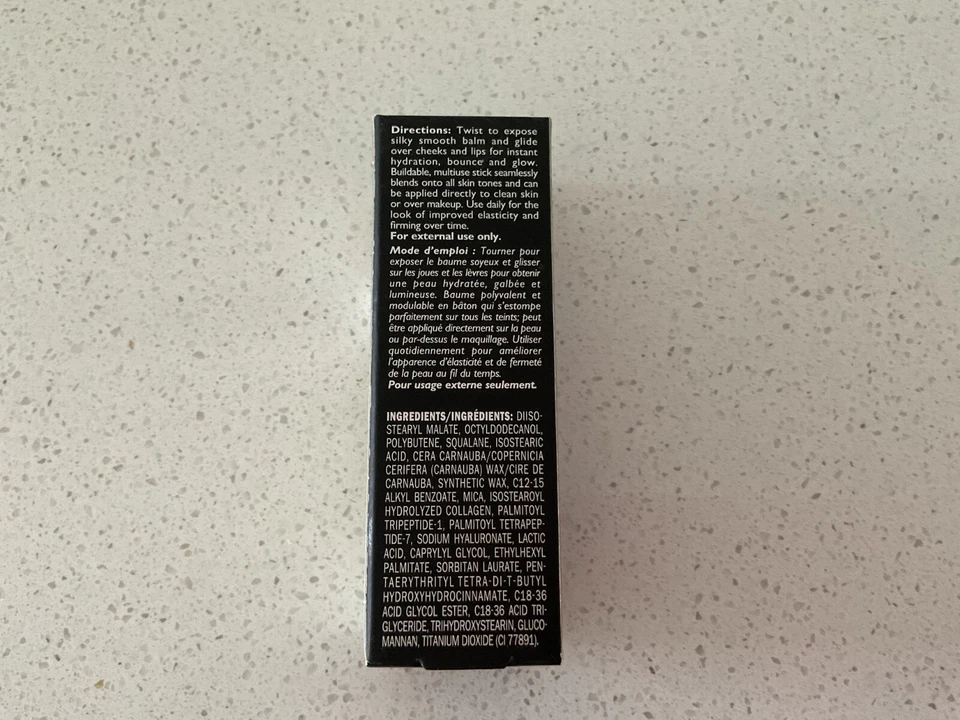 Directions: Twist to expose
silky smooth balm and glide
over cheeks and lips for instant
hydration, bounce and glow.
Buildable, multiuse stick seamlessly
blends onto all skin tones and can
be applied directly to clean skin
or over makeup. Use daily for the
look of improved elasticity and
firming over time.
For external use only.
Mode d'emploi : Tourner pour
exposer le baume soyeux et glisser
sur les joues et les lèvres pour obtenir
une peau hydratée, galbée et
lumineuse. Baume polyvalent et
modulable en bâton qui s'estompe
parfaitement sur tous les teints; peut
être appliqué directement sur la peau
ou par-dessus le maquillage. Utiliser
quotidiennement pour améliorer
l'apparence d'élasticité et de fermeté
de la peau au fil du temps.
Pour usage externe seulement.
INGREDIENTS/INGRÉDIENTS: DIISO-
STEARYL MALATE, OCTYLDODECANOL,
POLYBUTENE, SQUALANE, ISOSTEARIC
ACID, CERA CARNAUBA/COPERNICIA
CERIFERA (CARNAUBA) WAX/CIRE DE
CARNAUBA, SYNTHETIC WAX, C12-15
ALKYL BENZOATE, MICA, ISOSTEAROYL
HYDROLYZED COLLAGEN, PALMITOYL
TRIPEPTIDE-1, PALMITOYL TETRAPEP-
TIDE-7, SODIUM HYALURONATE, LACTIC
ACID, CAPRYLYL GLYCOL, ETHYLHEXYL
PALMITATE, SORBITAN LAURATE, PEN-
TAERYTHRITYL TETRA-DI-T-BUTYL
HYDROXYHYDROCINNAMATE, C18-36
ACID GLYCOL ESTER, C18-36 ACID TRI-
GLYCERIDE, TRIHYDROXYSTEARIN, GLUCO-
MANNAN, TITANIUM DIOXIDE (CI 77891).